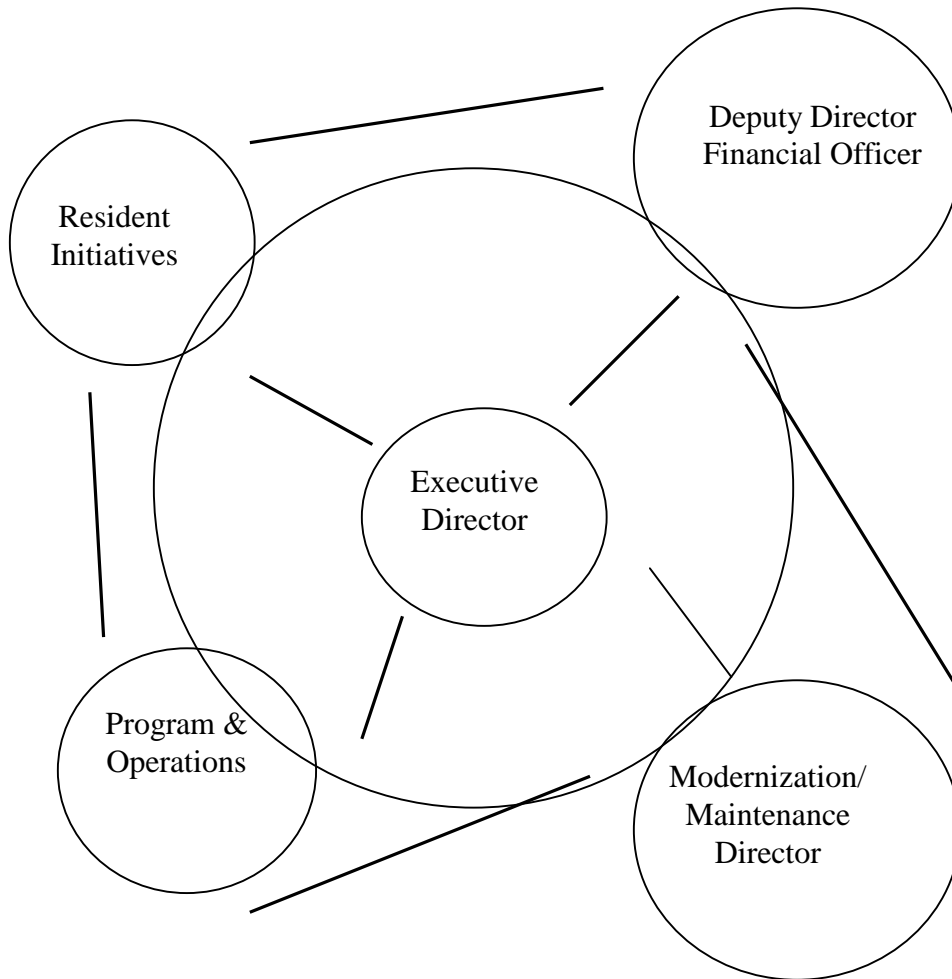 Deputy Director
Financial Officer
Resident
Initiatives
Executive
Director
Program &
Operations
Modernization/
Maintenance
Director